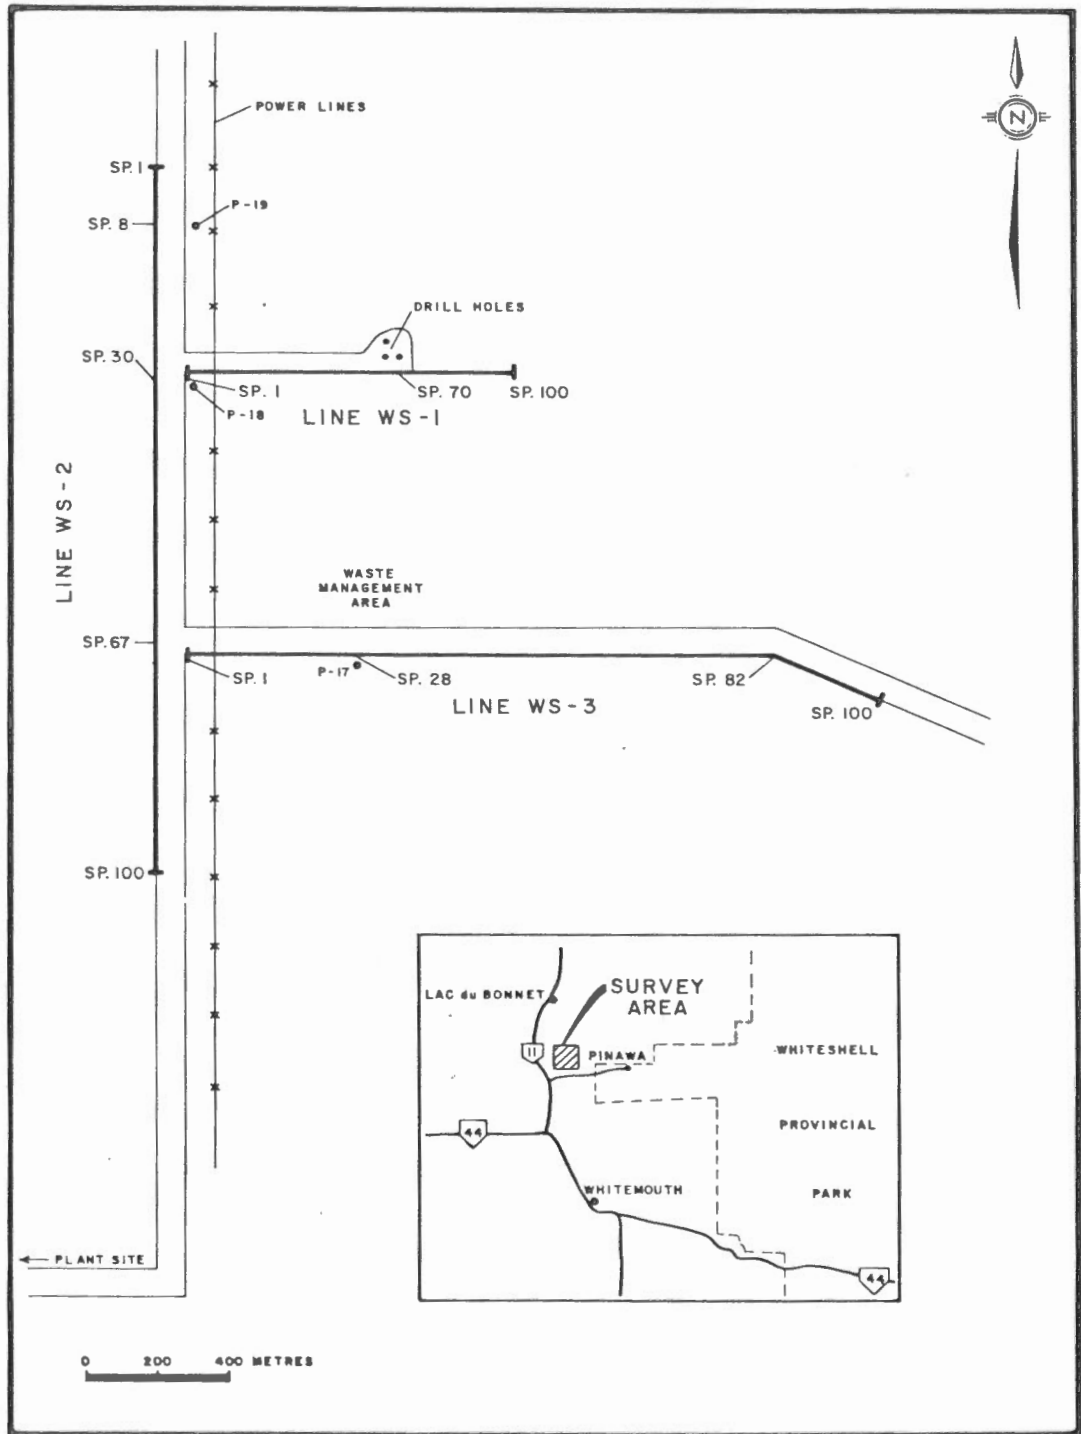 N
POWER LINES
SP. 1
P-19
SP. 8
DRILL HOLES
SP. 30
SP. 1
SP. 70
SP. 100
P-18
LINE WS-1
LINE WS-2
WASTE
MANAGEMENT
AREA
SP. 67
SP. 1
P-17
SP. 28
SP. 82
LINE WS-3
SP. 100
SP. 100
SURVEY
AREA
LAC du BONNET
11
PINAWA
WHITESHELL
PROVINCIAL
PARK
44
WHITEMOUTH
44
PLANT SITE
0 200 400 METRES